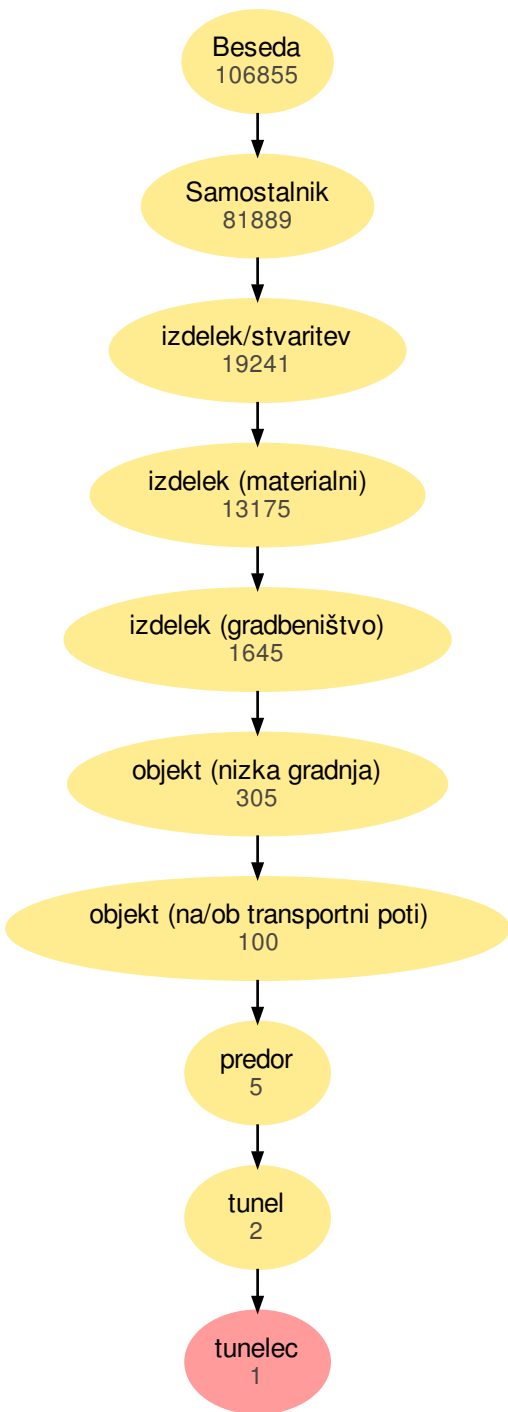 Beseda
106855
Samostalnik
81889
izdelek/stvaritev
19241
izdelek (materialni)
13175
izdelek (gradbeništvo)
1645
objekt (nizka gradnja)
305
objekt (na/ob transportni poti)
100
predor
5
tunel
2
tunelec
1